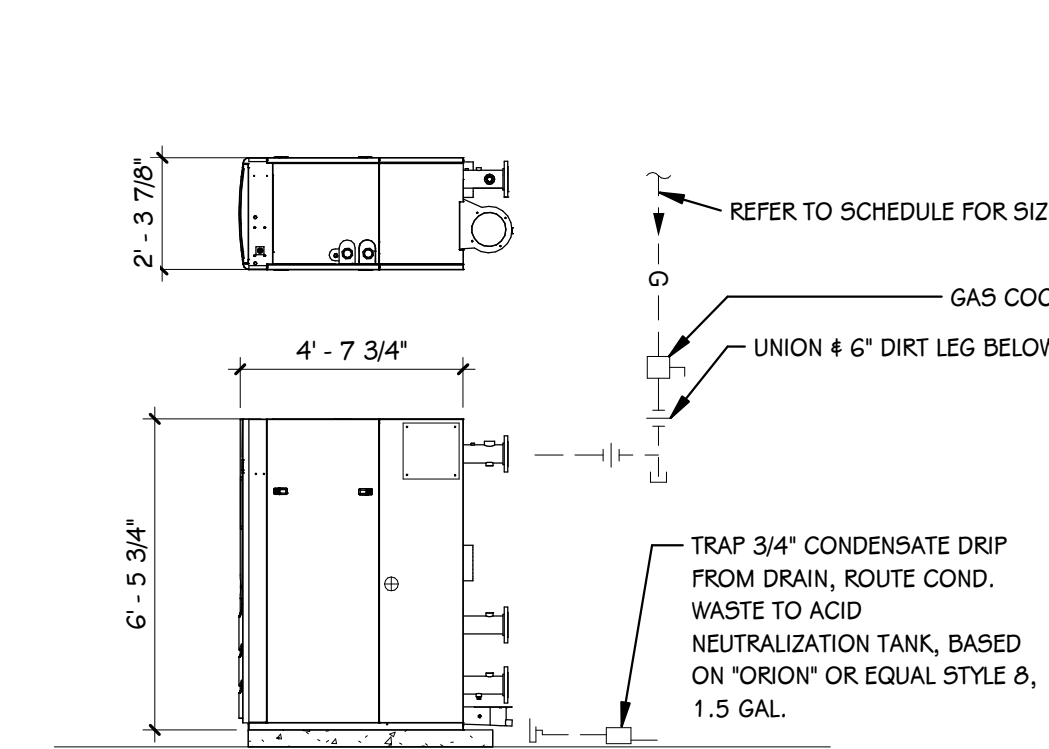 2' - 3 7/8"
REFER TO SCHEDULE FOR SIZ
G
GAS COC
UNION & 6" DIRT LEG BELOW
4' - 7 3/4"
6' - 5 3/4"
TRAP 3/4" CONDENSATE DRIP
FROM DRAIN, ROUTE COND.
WASTE TO ACID
NEUTRALIZATION TANK, BASED
ON "ORION" OR EQUAL STYLE 8,
1.5 GAL.